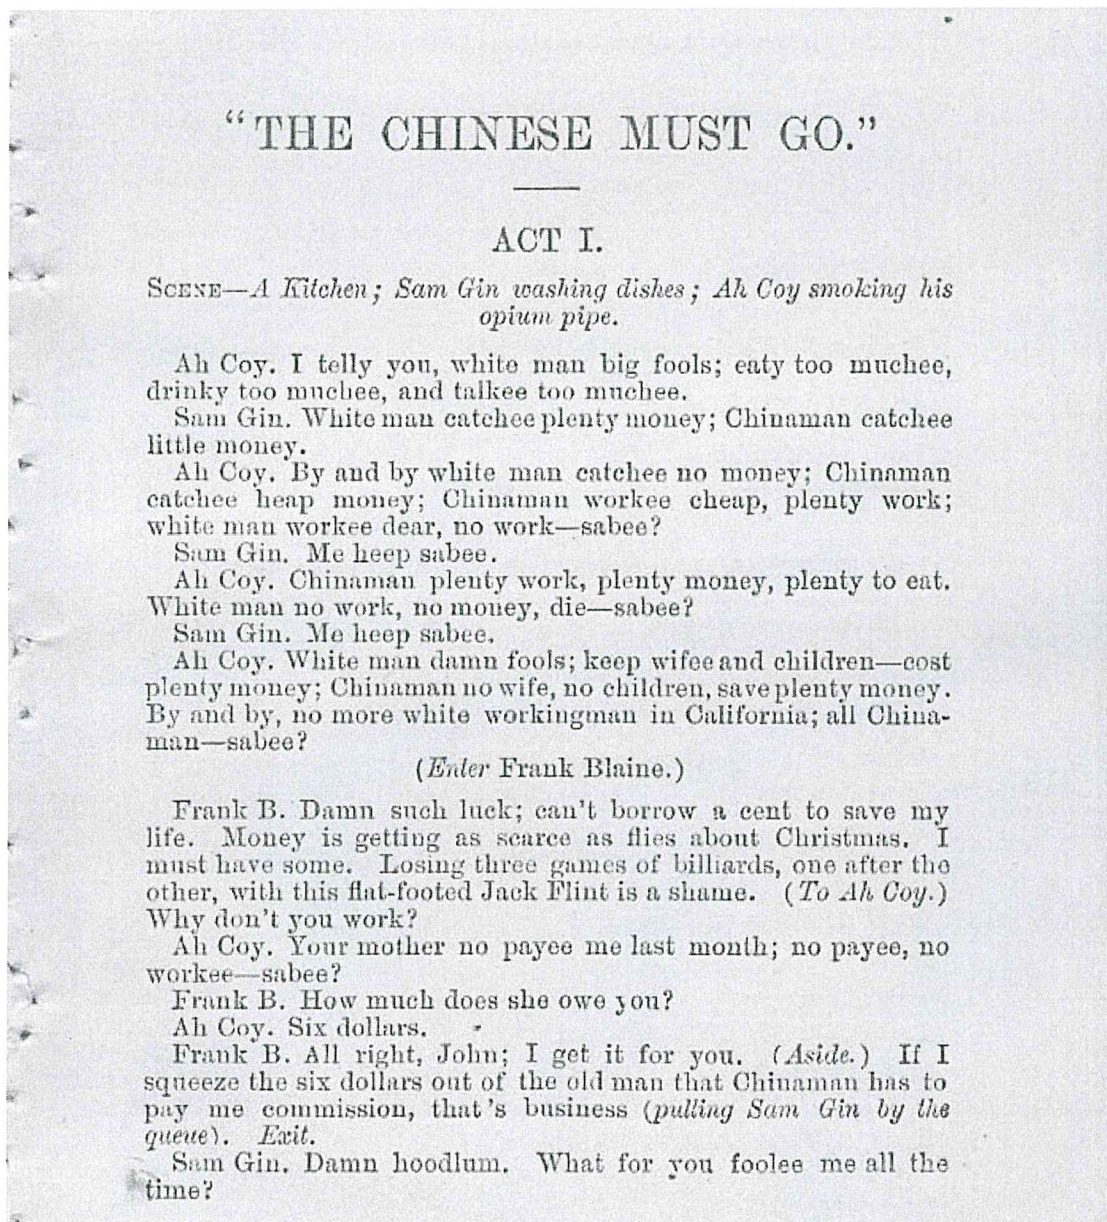 “THE CHINESE MUST GO.”
ACT I.
SCENE—A Kitchen; Sam Gin washing dishes; Ah Coy smoking his
opium pipe.
Ah Coy. I telly you, white man big fools; eaty too muchee,
drinky too muchee, and talkee too muchee.
Sam Gin. White man catchee plenty money; Chinaman catchee
little money.
Ah Coy. By and by white man catchee no money; Chinaman
catchee heap money; Chinaman workee cheap, plenty work;
white man workee dear, no work—sabee?
Sam Gin. Me heep sabee.
Ah Coy. Chinaman plenty work, plenty money, plenty to eat.
White man no work, no money, die—sabee?
Sam Gin. Me heep sabee.
Ah Coy. White man damn fools; keep wifee and children—cost
plenty money; Chinaman no wife, no children, save plenty money.
By and by, no more white workingman in California; all China-
man—sabee?
(Enter Frank Blaine.)
Frank B. Damn such luck; can't borrow a cent to save my
life. Money is getting as scarce as flies about Christmas. I
must have some. Losing three games of billiards, one after the
other, with this flat-footed Jack Flint is a shame. (To Ah Coy.)
Why don't you work?
Ah Coy. Your mother no payee me last month; no payee, no
workee—sabee?
Frank B. How much does she owe you?
Ah Coy. Six dollars.
Frank B. All right, John; I get it for you. (Aside.) If I
squeeze the six dollars out of the old man that Chinaman has to
pay me commission, that's business (pulling Sam Gin by the
queue). Exit.
Sam Gin. Damn hoodlum. What for you foolee me all the
time?